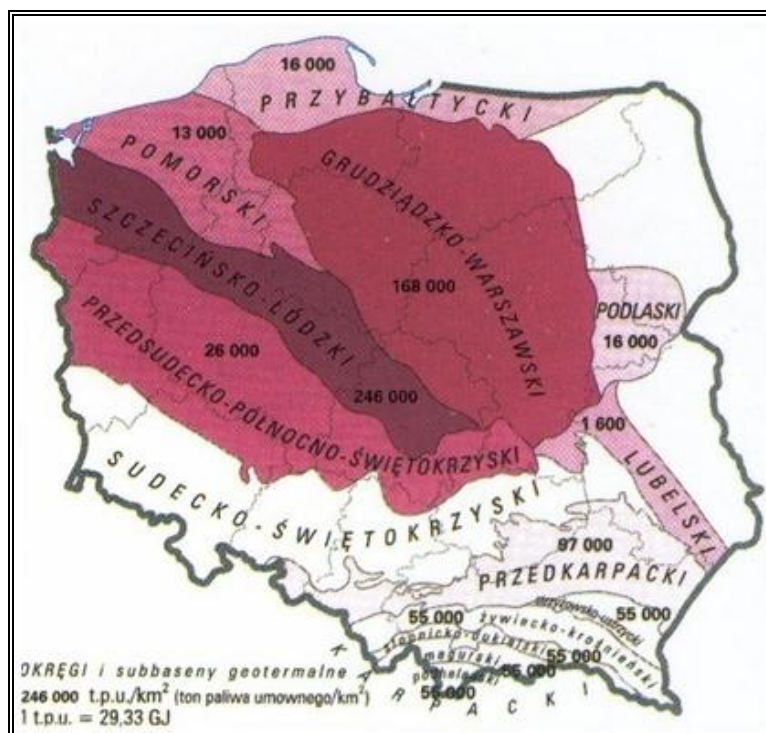 16 000
PRZYBAŁTYCKI
13 000
POMORSKI
GRUDZIĄDZKO-WARSZAWSKI
SZCZECIŃSKO-ŁÓDZKI
168 000
PODLASKI
16 000
26 000
PRZEDSUDECKO-PÓŁNOCNO-ŚWIĘTOKRZYSKI
246 000
1 600
LUBELSKI
SUDECKO-ŚWIĘTOKRZYSKI
97 000
PRZEDKARPACKI
55 000
55 000
żywiecko-krośnieński
55 000
magurski
55 000
55 000
KARPACKI
OKRĘGI i subbaseny geotermalne
246 000 t.p.u./km² (ton paliwa umownego/km²)
1 t.p.u. = 29,33 GJ